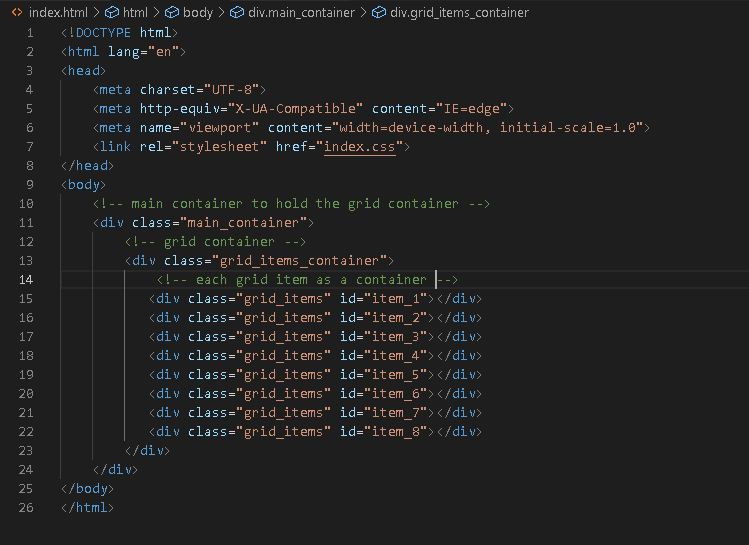 index.html > html > body > div.main_container > div.grid_items_container
1 <!DOCTYPE html>
2 <html lang="en">
3 <head>
4 <meta charset="UTF-8">
5 <meta http-equiv="X-UA-Compatible" content="IE=edge">
6 <meta name="viewport" content="width=device-width, initial-scale=1.0">
7 <link rel="stylesheet" href="index.css">
8 </head>
9 <body>
10 <!-- main container to hold the grid container -->
11 <div class="main_container">
12 <!-- grid container -->
13 <div class="grid_items_container">
14 <!-- each grid item as a container -->
15 <div class="grid_items" id="item_1"></div>
16 <div class="grid_items" id="item_2"></div>
17 <div class="grid_items" id="item_3"></div>
18 <div class="grid_items" id="item_4"></div>
19 <div class="grid_items" id="item_5"></div>
20 <div class="grid_items" id="item_6"></div>
21 <div class="grid_items" id="item_7"></div>
22 <div class="grid_items" id="item_8"></div>
23 </div>
24 </div>
25 </body>
26 </html>